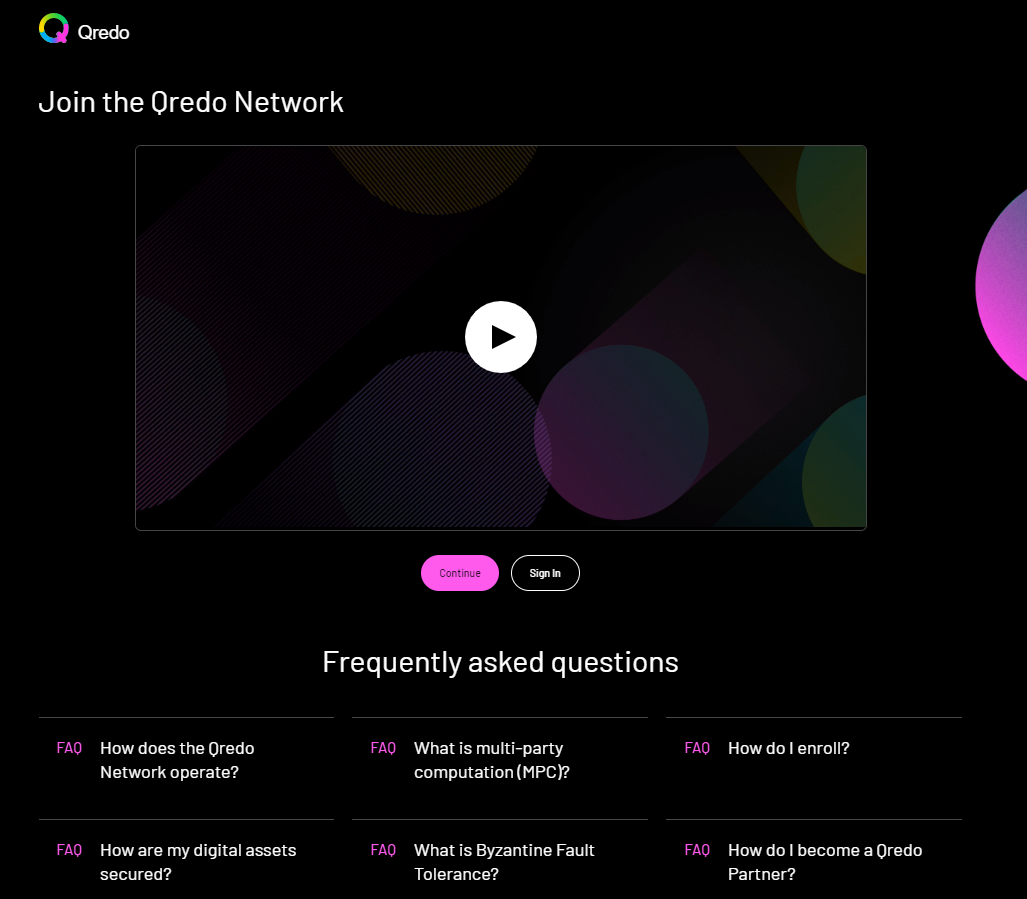 Qredo
Join the Qredo Network
Continue
Sign In
Frequently asked questions
FAQ How does the Qredo
Network operate?
FAQ What is multi-party
computation (MPC)?
FAQ How do I enroll?
FAQ How are my digital assets
secured?
FAQ What is Byzantine Fault
Tolerance?
FAQ How do I become a Qredo
Partner?